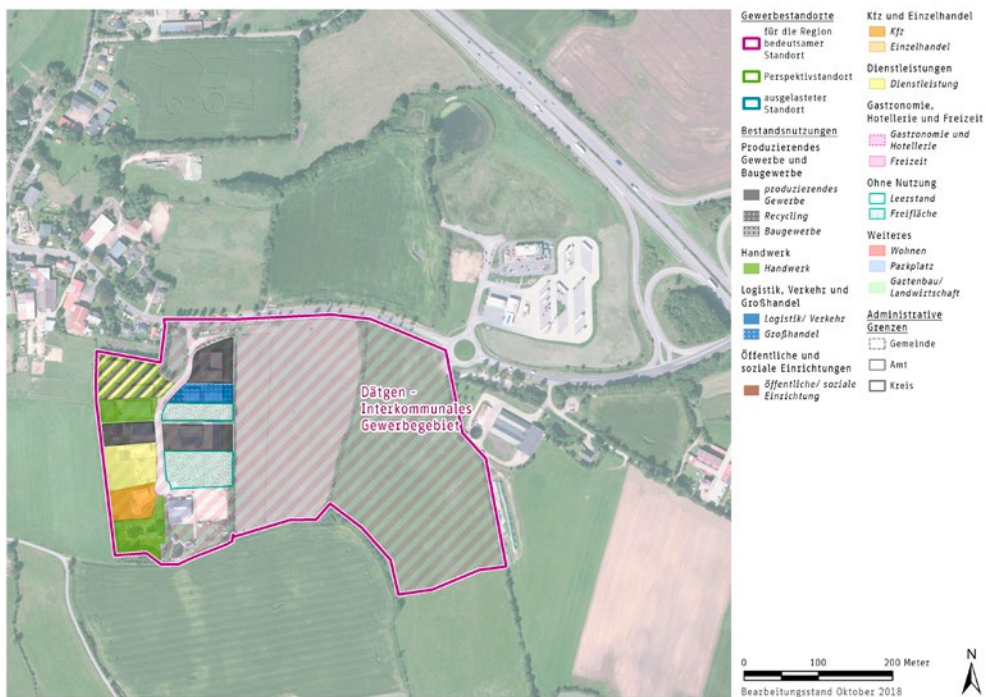 Dätgen -
Interkommunales
Gewerbegebiet
Gewerbestandorte
für die Region
bedeutsamer
Standort
Perspektivstandort
ausgelasteter
Standort
Bestandsnutzungen
Produzierendes
Gewerbe und
Baugewerbe
produzierendes
Gewerbe
Recycling
Baugewerbe
Handwerk
Handwerk
Logistik, Verkehr und
Großhandel
Logistik/ Verkehr
Großhandel
Öffentliche und
soziale Einrichtungen
öffentliche/ soziale
Einrichtung
Kfz und Einzelhandel
Kfz
Einzelhandel
Dienstleistungen
Dienstleistung
Gastronomie,
Hotellerie und Freizeit
Gastronomie und
Hotellerie
Freizeit
Ohne Nutzung
Leerstand
Freifläche
Weiteres
Wohnen
Parkplatz
Gartenbau/
Landwirtschaft
Administrative
Grenzen
Gemeinde
Amt
Kreis
0 100 200 Meter
N
Bearbeitungsstand Oktober 2018